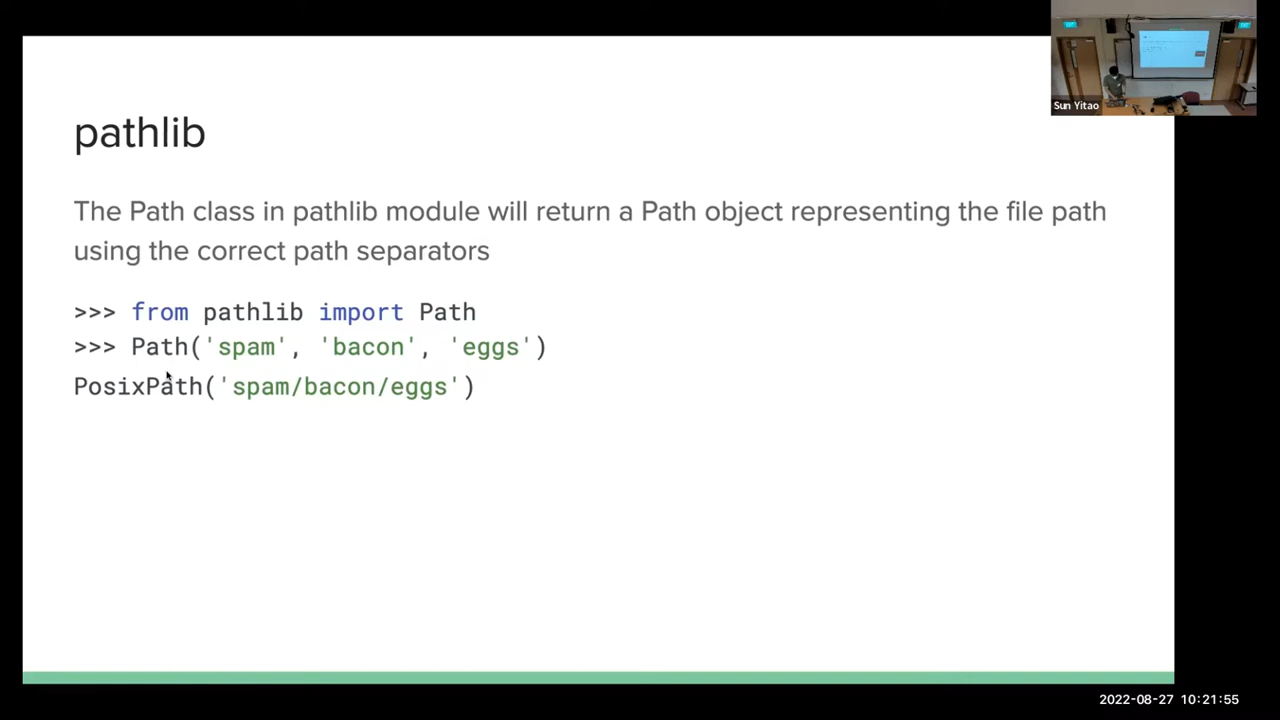 Sun Yitao
pathlib
The Path class in pathlib module will return a Path object representing the file path
using the correct path separators
>>> from pathlib import Path
>>> Path('spam', 'bacon', 'eggs')
PosixPath('spam/bacon/eggs')
2022-08-27 10:21:55